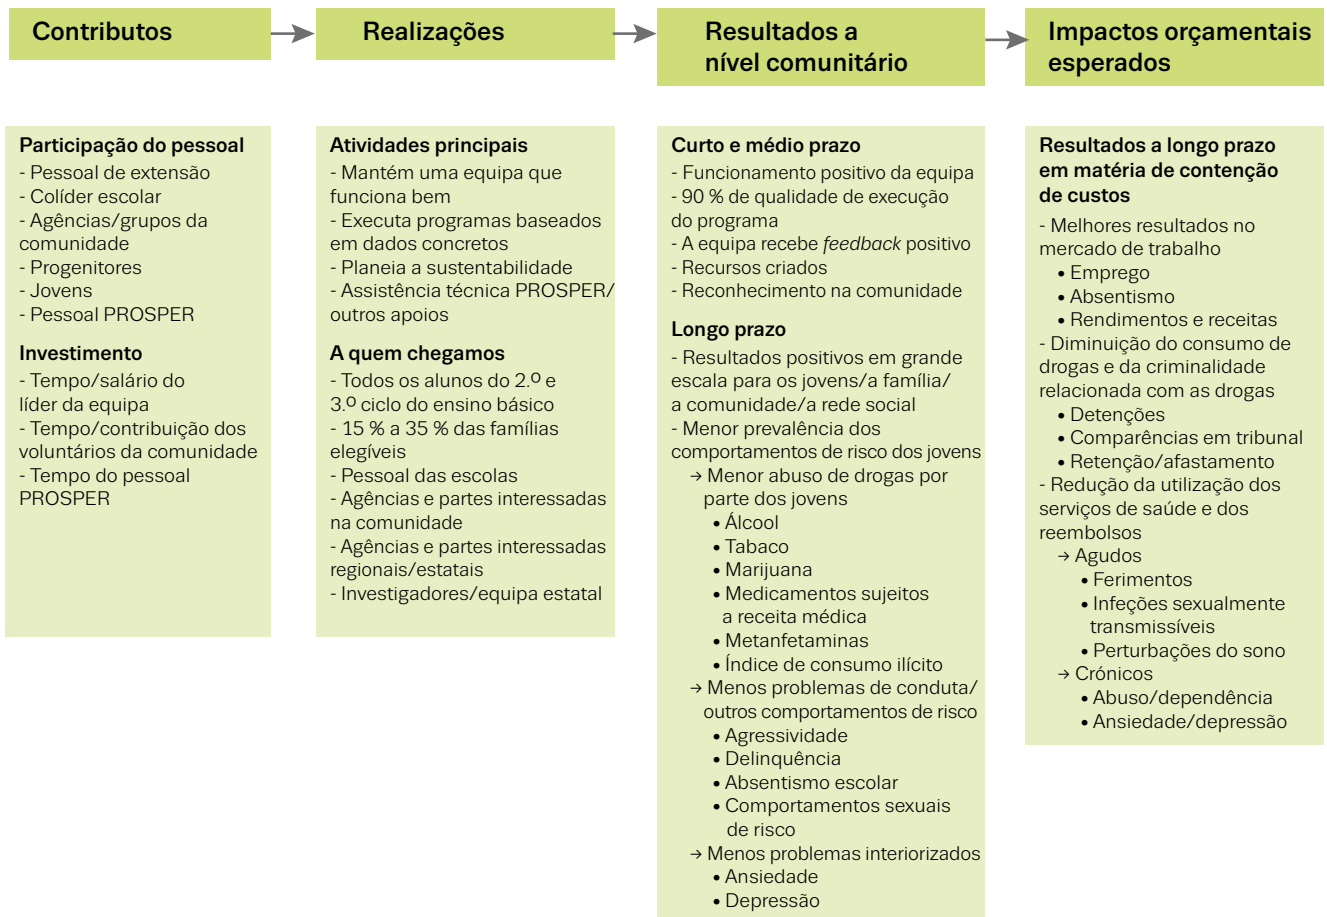 Contributos
Realizações
Resultados a
nível comunitário
Impactos orçamentais
esperados
Participação do pessoal
- Pessoal de extensão
- Colíder escolar
- Agências/grupos da
comunidade
- Progenitores
- Jovens
- Pessoal PROSPER
Investimento
- Tempo/salário do
líder da equipa
- Tempo/contribuição dos
voluntários da comunidade
- Tempo do pessoal
PROSPER
Atividades principais
- Mantém uma equipa que
funciona bem
- Executa programas baseados
em dados concretos
- Planeia a sustentabilidade
- Assistência técnica PROSPER/
outros apoios
A quem chegamos
- Todos os alunos do 2.º e
3.º ciclo do ensino básico
- 15 % a 35 % das famílias
elegíveis
- Pessoal das escolas
- Agências e partes interessadas
na comunidade
- Agências e partes interessadas
regionais/estatais
- Investigadores/equipa estatal
Curto e médio prazo
- Funcionamento positivo da equipa
- 90 % de qualidade de execução
do programa
- A equipa recebe feedback positivo
- Recursos criados
- Reconhecimento na comunidade
Longo prazo
- Resultados positivos em grande
escala para os jovens/a família/
a comunidade/a rede social
- Menor prevalência dos
comportamentos de risco dos jovens
→ Menor abuso de drogas por
parte dos jovens
• Álcool
• Tabaco
• Marijuana
• Medicamentos sujeitos
a receita médica
• Metanfetaminas
• Índice de consumo ilícito
→ Menos problemas de conduta/
outros comportamentos de risco
• Agressividade
• Delinquência
• Absentismo escolar
• Comportamentos sexuais
de risco
→ Menos problemas interiorizados
• Ansiedade
• Depressão
Resultados a longo prazo
em matéria de contenção
de custos
- Melhores resultados no
mercado de trabalho
• Emprego
• Absentismo
• Rendimentos e receitas
- Diminuição do consumo de
drogas e da criminalidade
relacionada com as drogas
• Detenções
• Comparências em tribunal
• Retenção/afastamento
- Redução da utilização dos
serviços de saúde e dos
reembolsos
→ Agudos
• Ferimentos
• Infeções sexualmente
transmissíveis
• Perturbações do sono
→ Crónicos
• Abuso/dependência
• Ansiedade/depressão